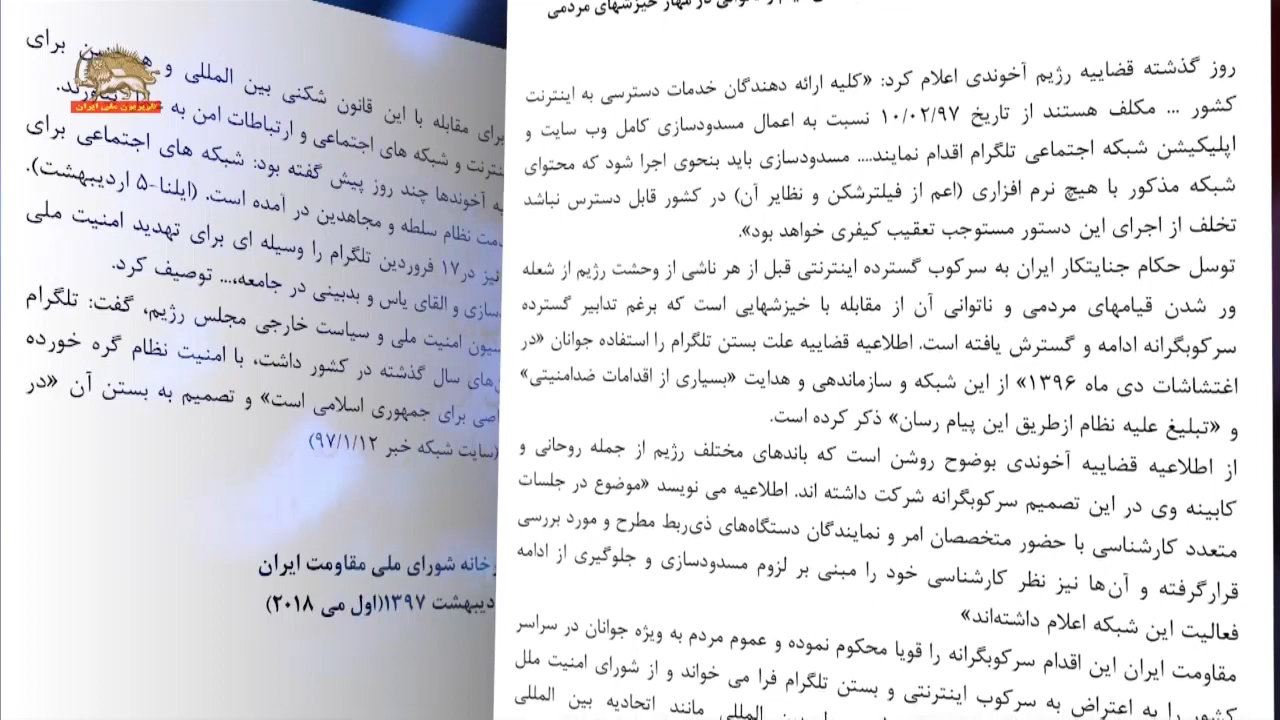 مهار خیزشهای مردمی
روز گذشته قضاییه رژیم آخوندی اعلام کرد: «کلیه ارائه دهندگان خدمات دسترسی به اینترنت
کشور ... مکلف هستند از تاریخ ۱۰/۰۲/۹۷ نسبت به اعمال مسدودسازی کامل وب سایت و
اپلیکیشن شبکه اجتماعی تلگرام اقدام نمایند.... مسدودسازی باید بنحوی اجرا شود که محتوای
شبکه مذکور با هیچ نرم افزاری (اعم از فیلترشکن و نظایر آن) در کشور قابل دسترس نباشد
تخلف از اجرای این دستور مستوجب تعقیب کیفری خواهد بود».
توسل حکام جنایتکار ایران به سرکوب گسترده اینترنتی قبل از هر ناشی از وحشت رژیم از شعله
ور شدن قیامهای مردمی و ناتوانی آن از مقابله با خیزشهایی است که برغم تدابیر گسترده
سرکوبگرانه ادامه و گسترش یافته است. اطلاعیه قضاییه علت بستن تلگرام را استفاده جوانان «در
اغتشاشات دی ماه ۱۳۹۶» از این شبکه و سازماندهی و هدایت «بسیاری از اقدامات ضدامنیتی»
و «تبلیغ علیه نظام ازطریق این پیام رسان» ذکر کرده است.
از اطلاعیه قضاییه آخوندی بوضوح روشن است که باندهای مختلف رژیم از جمله روحانی و
کابینه وی در این تصمیم سرکوبگرانه شرکت داشته اند. اطلاعیه می نویسد «موضوع در جلسات
متعدد کارشناسی با حضور متخصصان امر و نمایندگان دستگاه‌های ذی‌ربط مطرح و مورد بررسی
قرارگرفته و آن‌ها نیز نظر کارشناسی خود را مبنی بر لزوم مسدودسازی و جلوگیری از ادامه
فعالیت این شبکه اعلام داشته‌اند»
مقاومت ایران این اقدام سرکوبگرانه را قویا محکوم نموده و عموم مردم به ویژه جوانان در سراسر
کشور را به اعتراض به سرکوب اینترنتی و بستن تلگرام فرا می خواند و از شورای امنیت ملل
بین المللی مانند اتحادیه بین المللی
برای مقابله با این قانون شکنی بین المللی و برای
اینترنت و شبکه های اجتماعی و ارتباطات امن به
آخوندها چند روز پیش گفته بود: شبکه های اجتماعی برای
نظام سلطه و مجاهدین در آمده است. (ایلنا-۵ اردیبهشت).
نیز در۱۷ فروردین تلگرام را وسیله ای برای تهدید امنیت ملی
و القای یاس و بدبینی در جامعه.... توصیف کرد.
امنیت ملی و سیاست خارجی مجلس رژیم، گفت: تلگرام
سال گذشته در کشور داشت، با امنیت نظام گره خورده
برای جمهوری اسلامی است» و تصمیم به بستن آن «در
(سایت شبکه خبر ۹۷/۱/۱۲)
شورای ملی مقاومت ایران
۱۳۹۷(اول می ۲۰۱۸)
تلویزیون ملی ایران